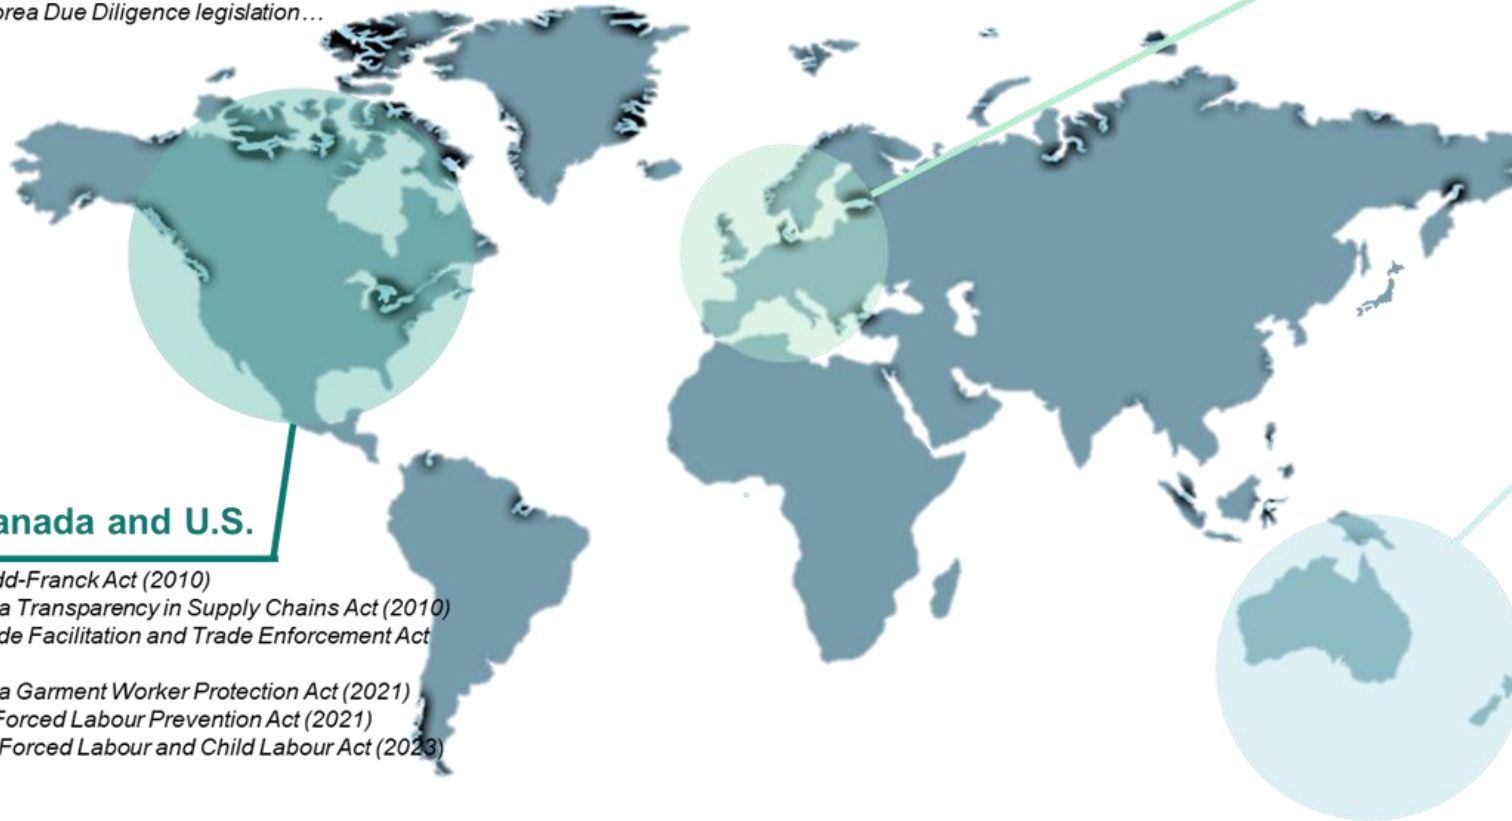 orea Due Diligence legislation…
anada and U.S.
dd-Franck Act (2010)
a Transparency in Supply Chains Act (2010)
de Facilitation and Trade Enforcement Act
a Garment Worker Protection Act (2021)
Forced Labour Prevention Act (2021)
Forced Labour and Child Labour Act (2023)